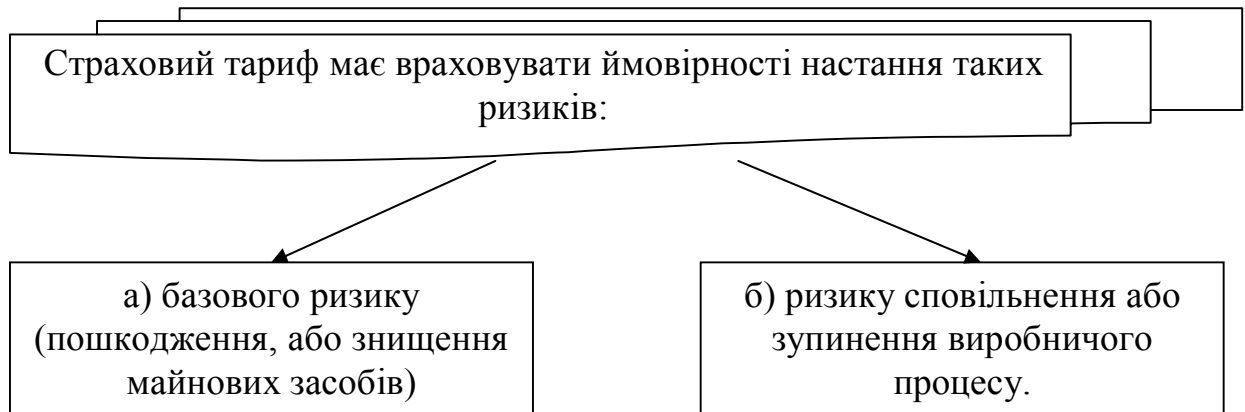 Страховий тариф має враховувати ймовірності настання таких
ризиків:
а) базового ризику
(пошкодження, або знищення
майнових засобів)
б) ризику сповільнення або
зупинення виробничого
процесу.